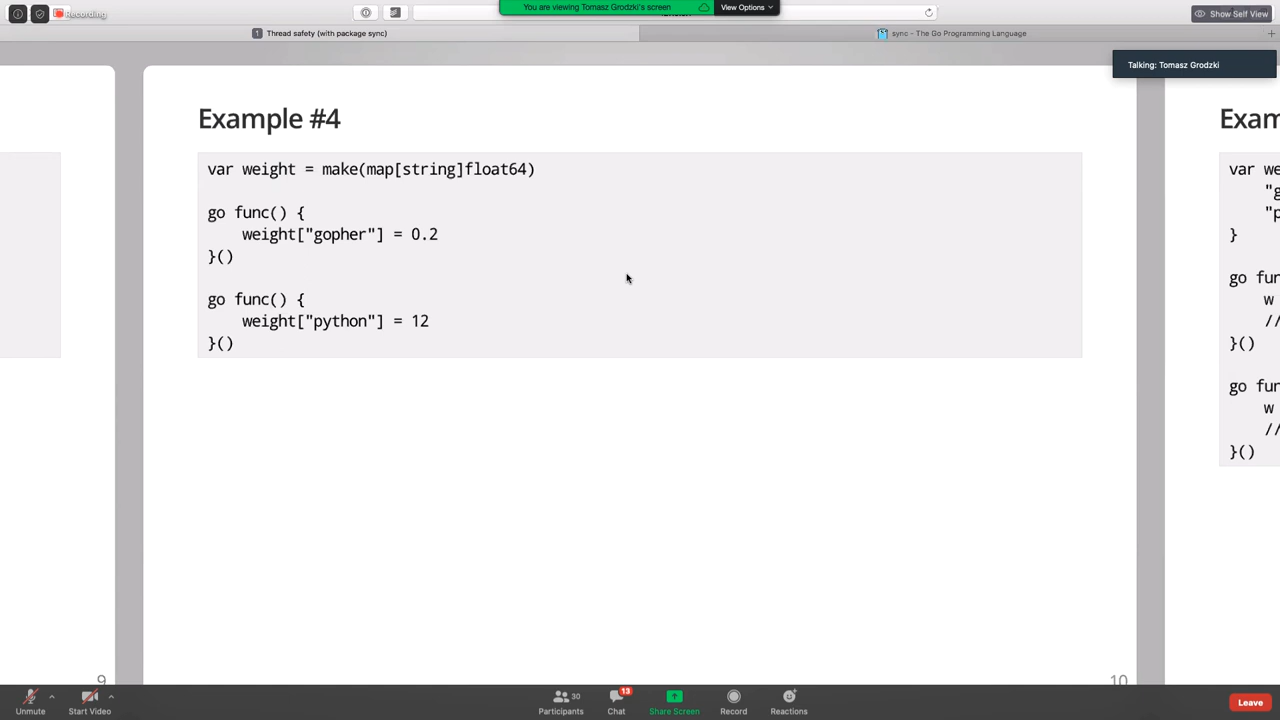 Recording
You are viewing Tomasz Grodzki's screen
View Options
Show Self View
1 Thread safety (with package sync)
sync - The Go Programming Language
Talking: Tomasz Grodzki
Example #4
var weight = make(map[string]float64)
go func() {
weight["gopher"] = 0.2
}()
go func() {
weight["python"] = 12
}()
9
10
Exam
var we
"g
"p
}
go fun
w
//
}()
go fun
w
//
}()
Unmute
Start Video
30
Participants
13
Chat
Share Screen
Record
Reactions
Leave